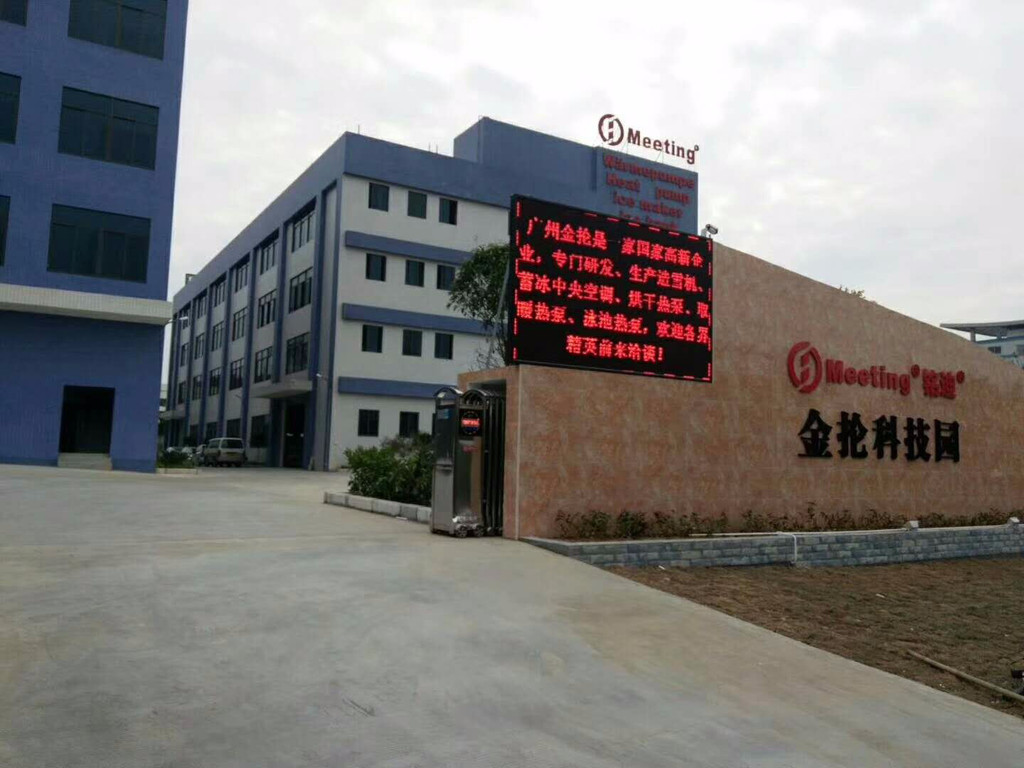 Meeting
Wärmepumpe
Heat pump
ice maker
广州金抡是一家国家高新企
业，专门研发、生产造雪机、
蓄冰中央空调、烘干热泵、取
暖热泵、泳池热泵，欢迎各界
精英前来洽谈！
Meeting® 铭迪®
金抡科技园